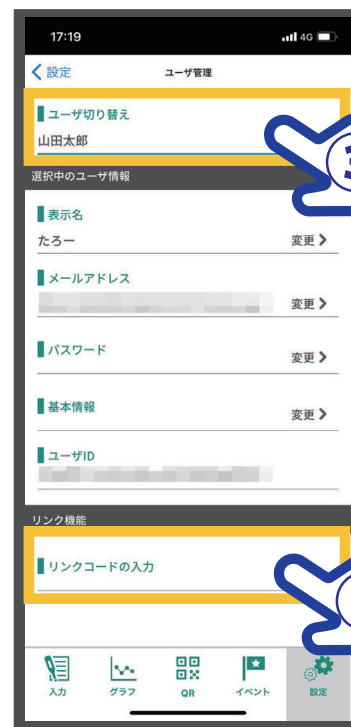 17:19
4G
設定
ユーザ管理
ユーザ切り替え
山田太郎
選択中のユーザ情報
表示名
たろー
変更
メールアドレス
変更
パスワード
変更
基本情報
変更
ユーザID
リンク機能
リンクコードの入力
入力
グラフ
QR
イベント
設定